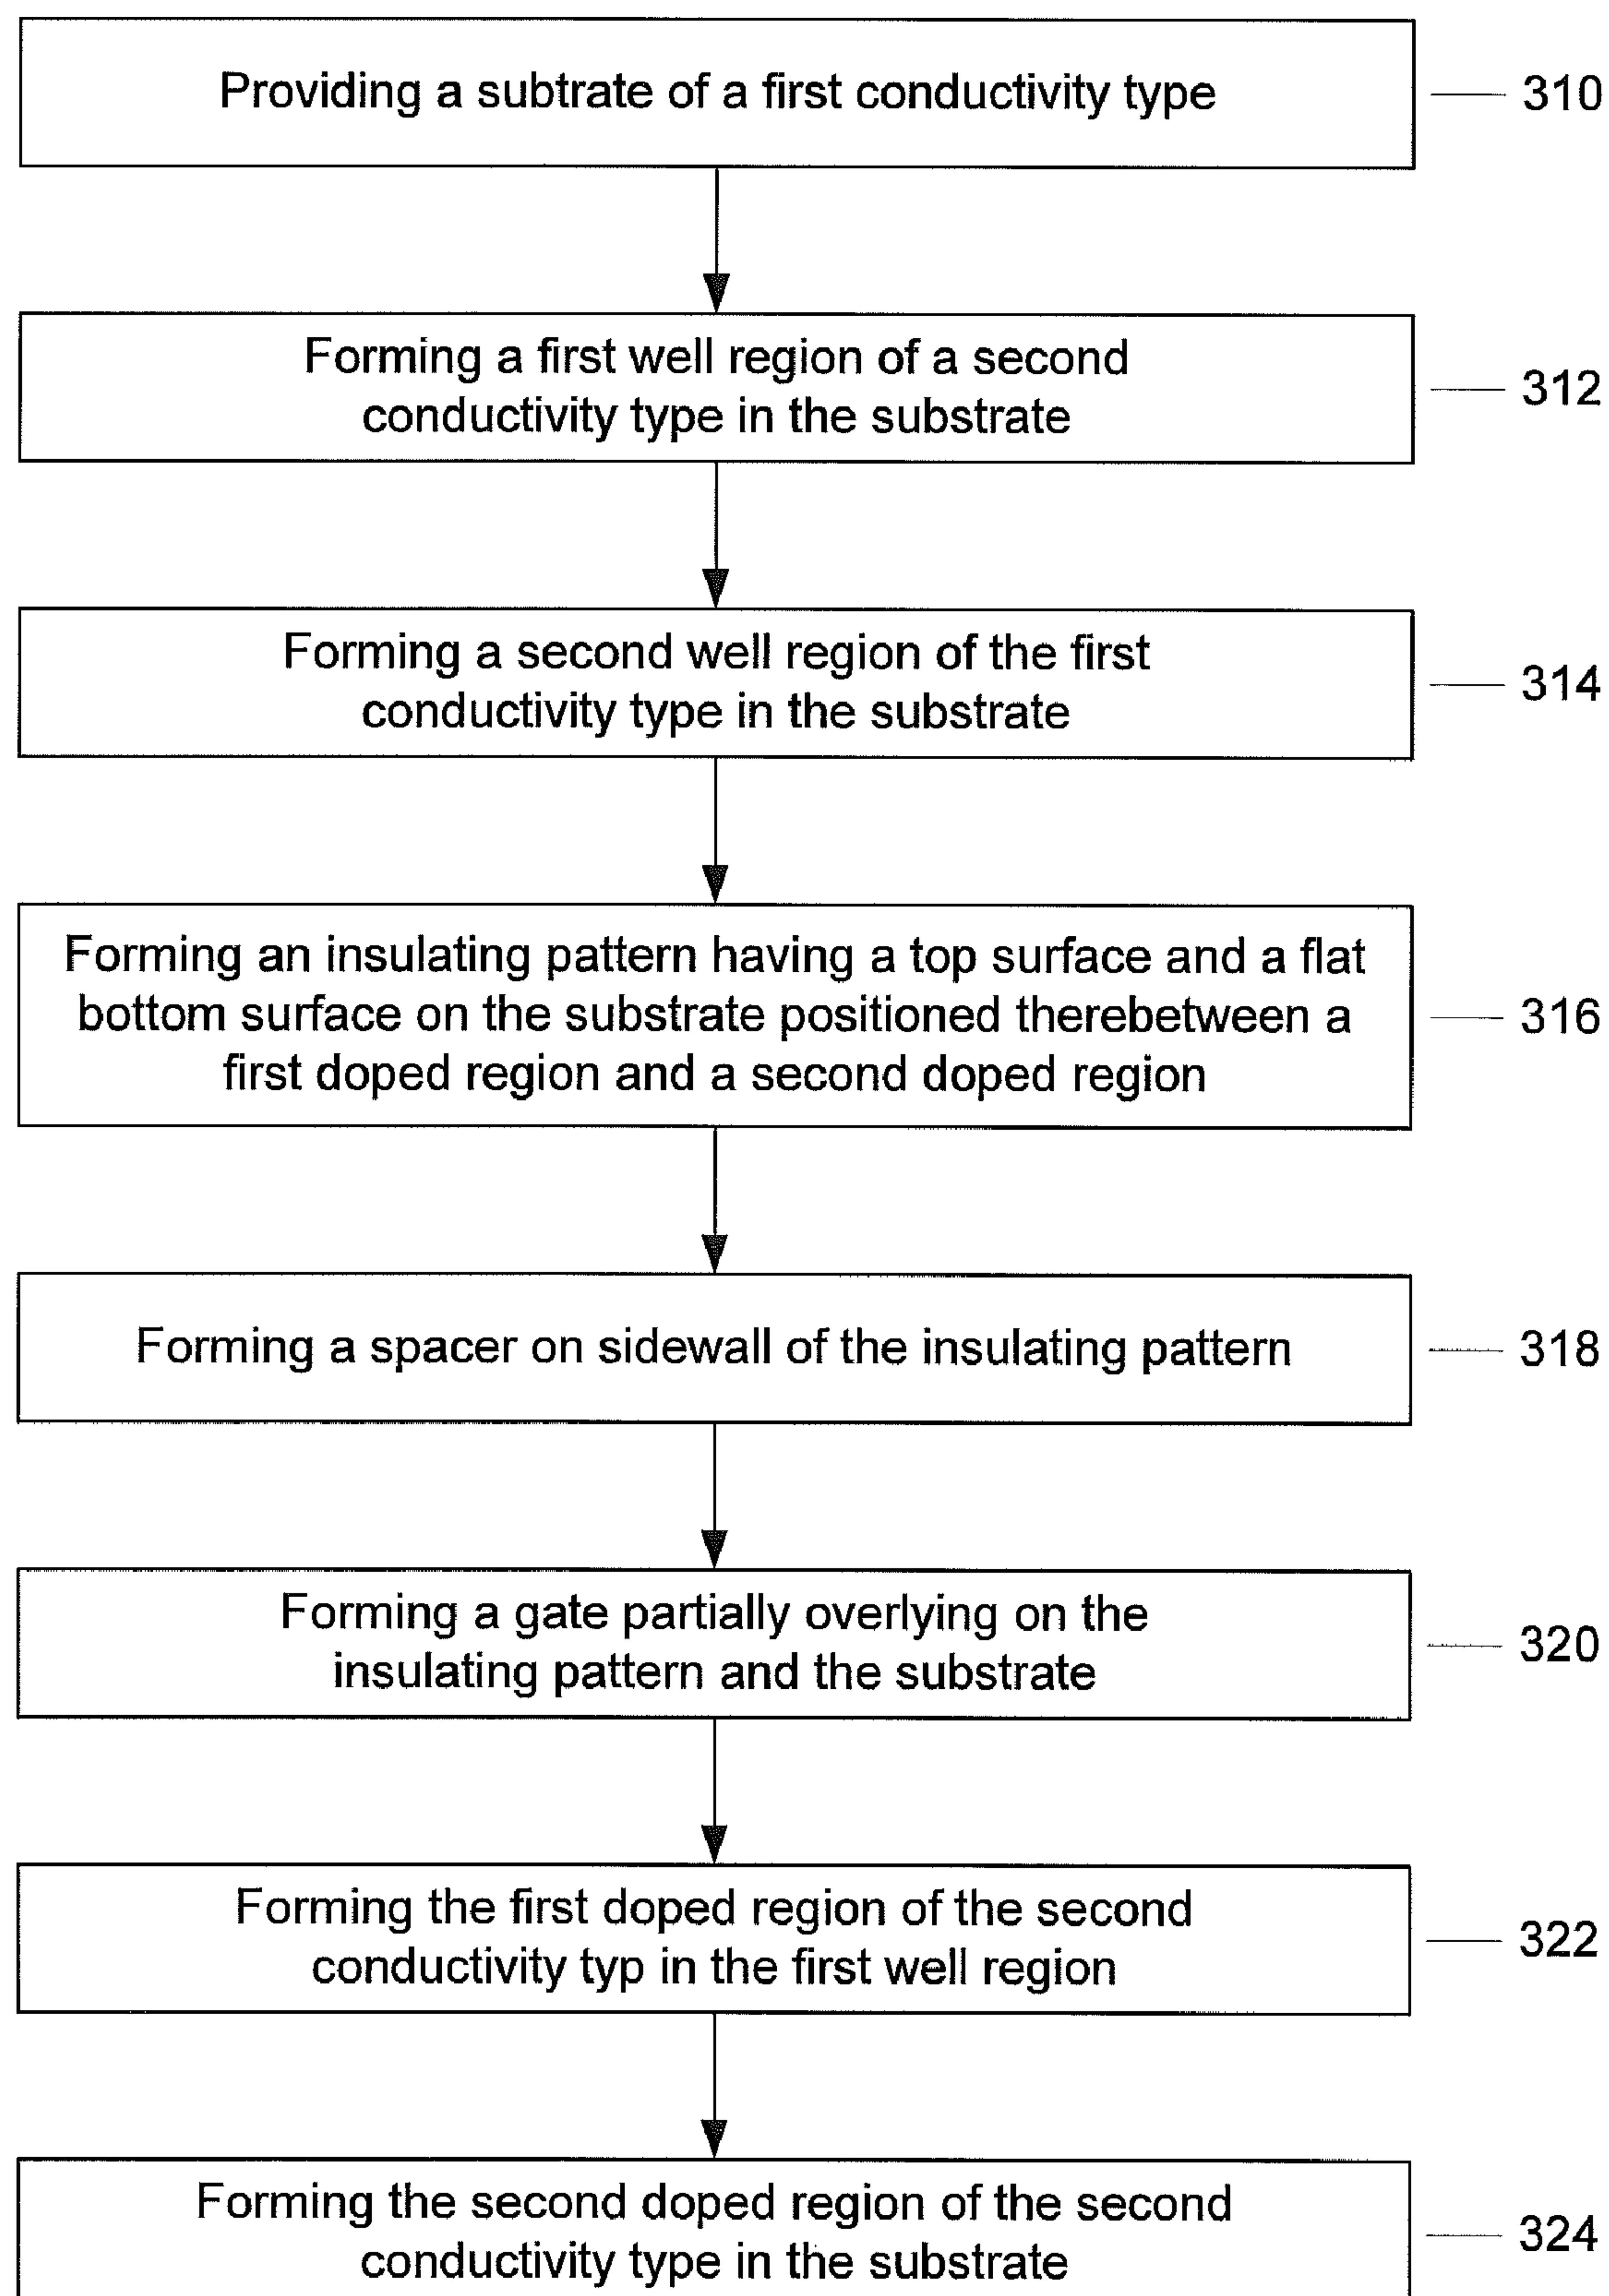 Providing a subtrate of a first conductivity type
310
Forming a first well region of a second
conductivity type in the substrate
312
Forming a second well region of the first
conductivity type in the substrate
314
Forming an insulating pattern having a top surface and a flat
bottom surface on the substrate positioned therebetween a
first doped region and a second doped region
316
Forming a spacer on sidewall of the insulating pattern
318
Forming a gate partially overlying on the
insulating pattern and the substrate
320
Forming the first doped region of the second
conductivity typ in the first well region
322
Forming the second doped region of the second
conductivity type in the substrate
324